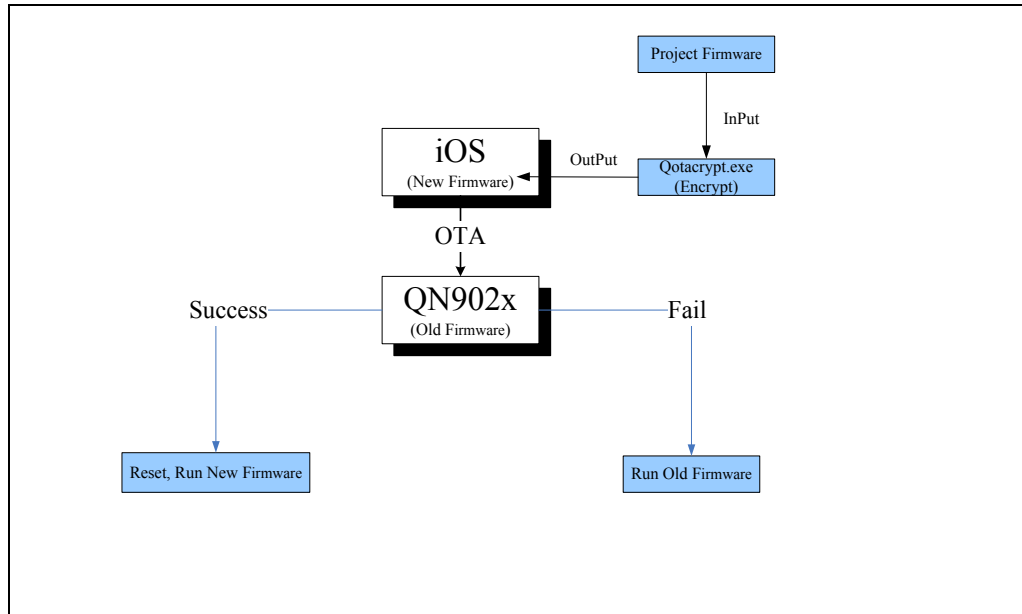 Project Firmware
InPut
iOS
(New Firmware)
OutPut
Qotacrypt.exe
(Encrypt)
OTA
QN902x
(Old Firmware)
Success
Fail
Reset, Run New Firmware
Run Old Firmware